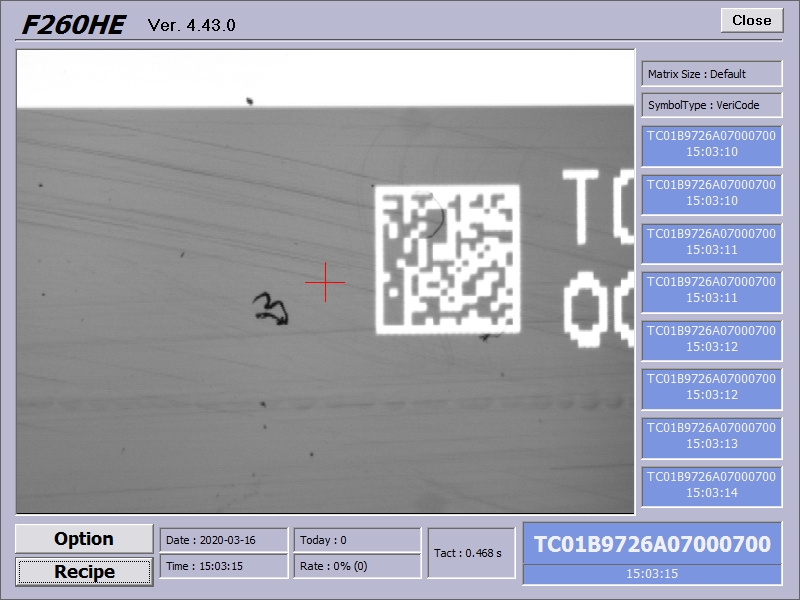 F260HE Ver. 4.43.0
Close
Matrix Size : Default
SymbolType : VeriCode
TC01B9726A07000700
15:03:10
TC01B9726A07000700
15:03:10
TC01B9726A07000700
15:03:11
TC01B9726A07000700
15:03:11
TC01B9726A07000700
15:03:12
TC01B9726A07000700
15:03:12
TC01B9726A07000700
15:03:13
TC01B9726A07000700
15:03:14
TC
00
Option
Recipe
Date : 2020-03-16
Time : 15:03:15
Today : 0
Rate : 0% (0)
Tact : 0.468 s
TC01B9726A07000700
15:03:15